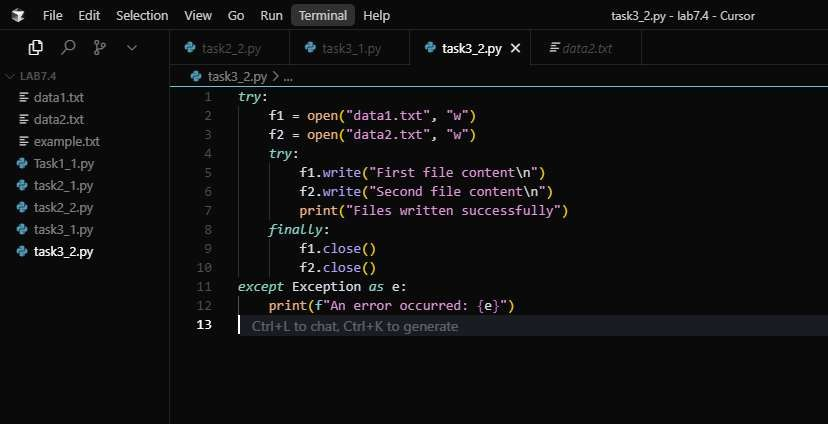 File Edit Selection View Go Run Terminal Help task3_2.py - lab7.4 - Cursor
task2_2.py task3_1.py task3_2.py data2.txt
LAB7.4 task3_2.py > ...
data1.txt
data2.txt
example.txt
Task1_1.py
task2_1.py
task2_2.py
task3_1.py
task3_2.py
1 try:
2     f1 = open("data1.txt", "w")
3     f2 = open("data2.txt", "w")
4     try:
5         f1.write("First file content\n")
6         f2.write("Second file content\n")
7         print("Files written successfully")
8     finally:
9         f1.close()
10         f2.close()
11 except Exception as e:
12     print(f"An error occurred: {e}")
13 Ctrl+L to chat, Ctrl+K to generate